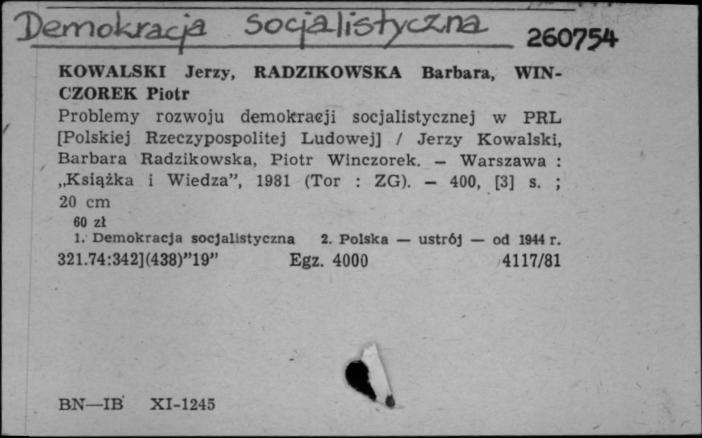 Demokracja socjalistyczna 260754
KOWALSKI Jerzy, RADZIKOWSKA Barbara, WIN-
CZOREK Piotr
Problemy rozwoju demokracji socjalistycznej w PRL
[Polskiej Rzeczypospolitej Ludowej] / Jerzy Kowalski,
Barbara Radzikowska, Piotr Winczorek. — Warszawa :
„Książka i Wiedza”, 1981 (Tor : ZG). — 400, [3] s. ;
20 cm
60 zł
1. Demokracja socjalistyczna 2. Polska — ustrój — od 1944 r.
321.74:342](438)”19” Egz. 4000 4117/81
BN—IB XI-1245